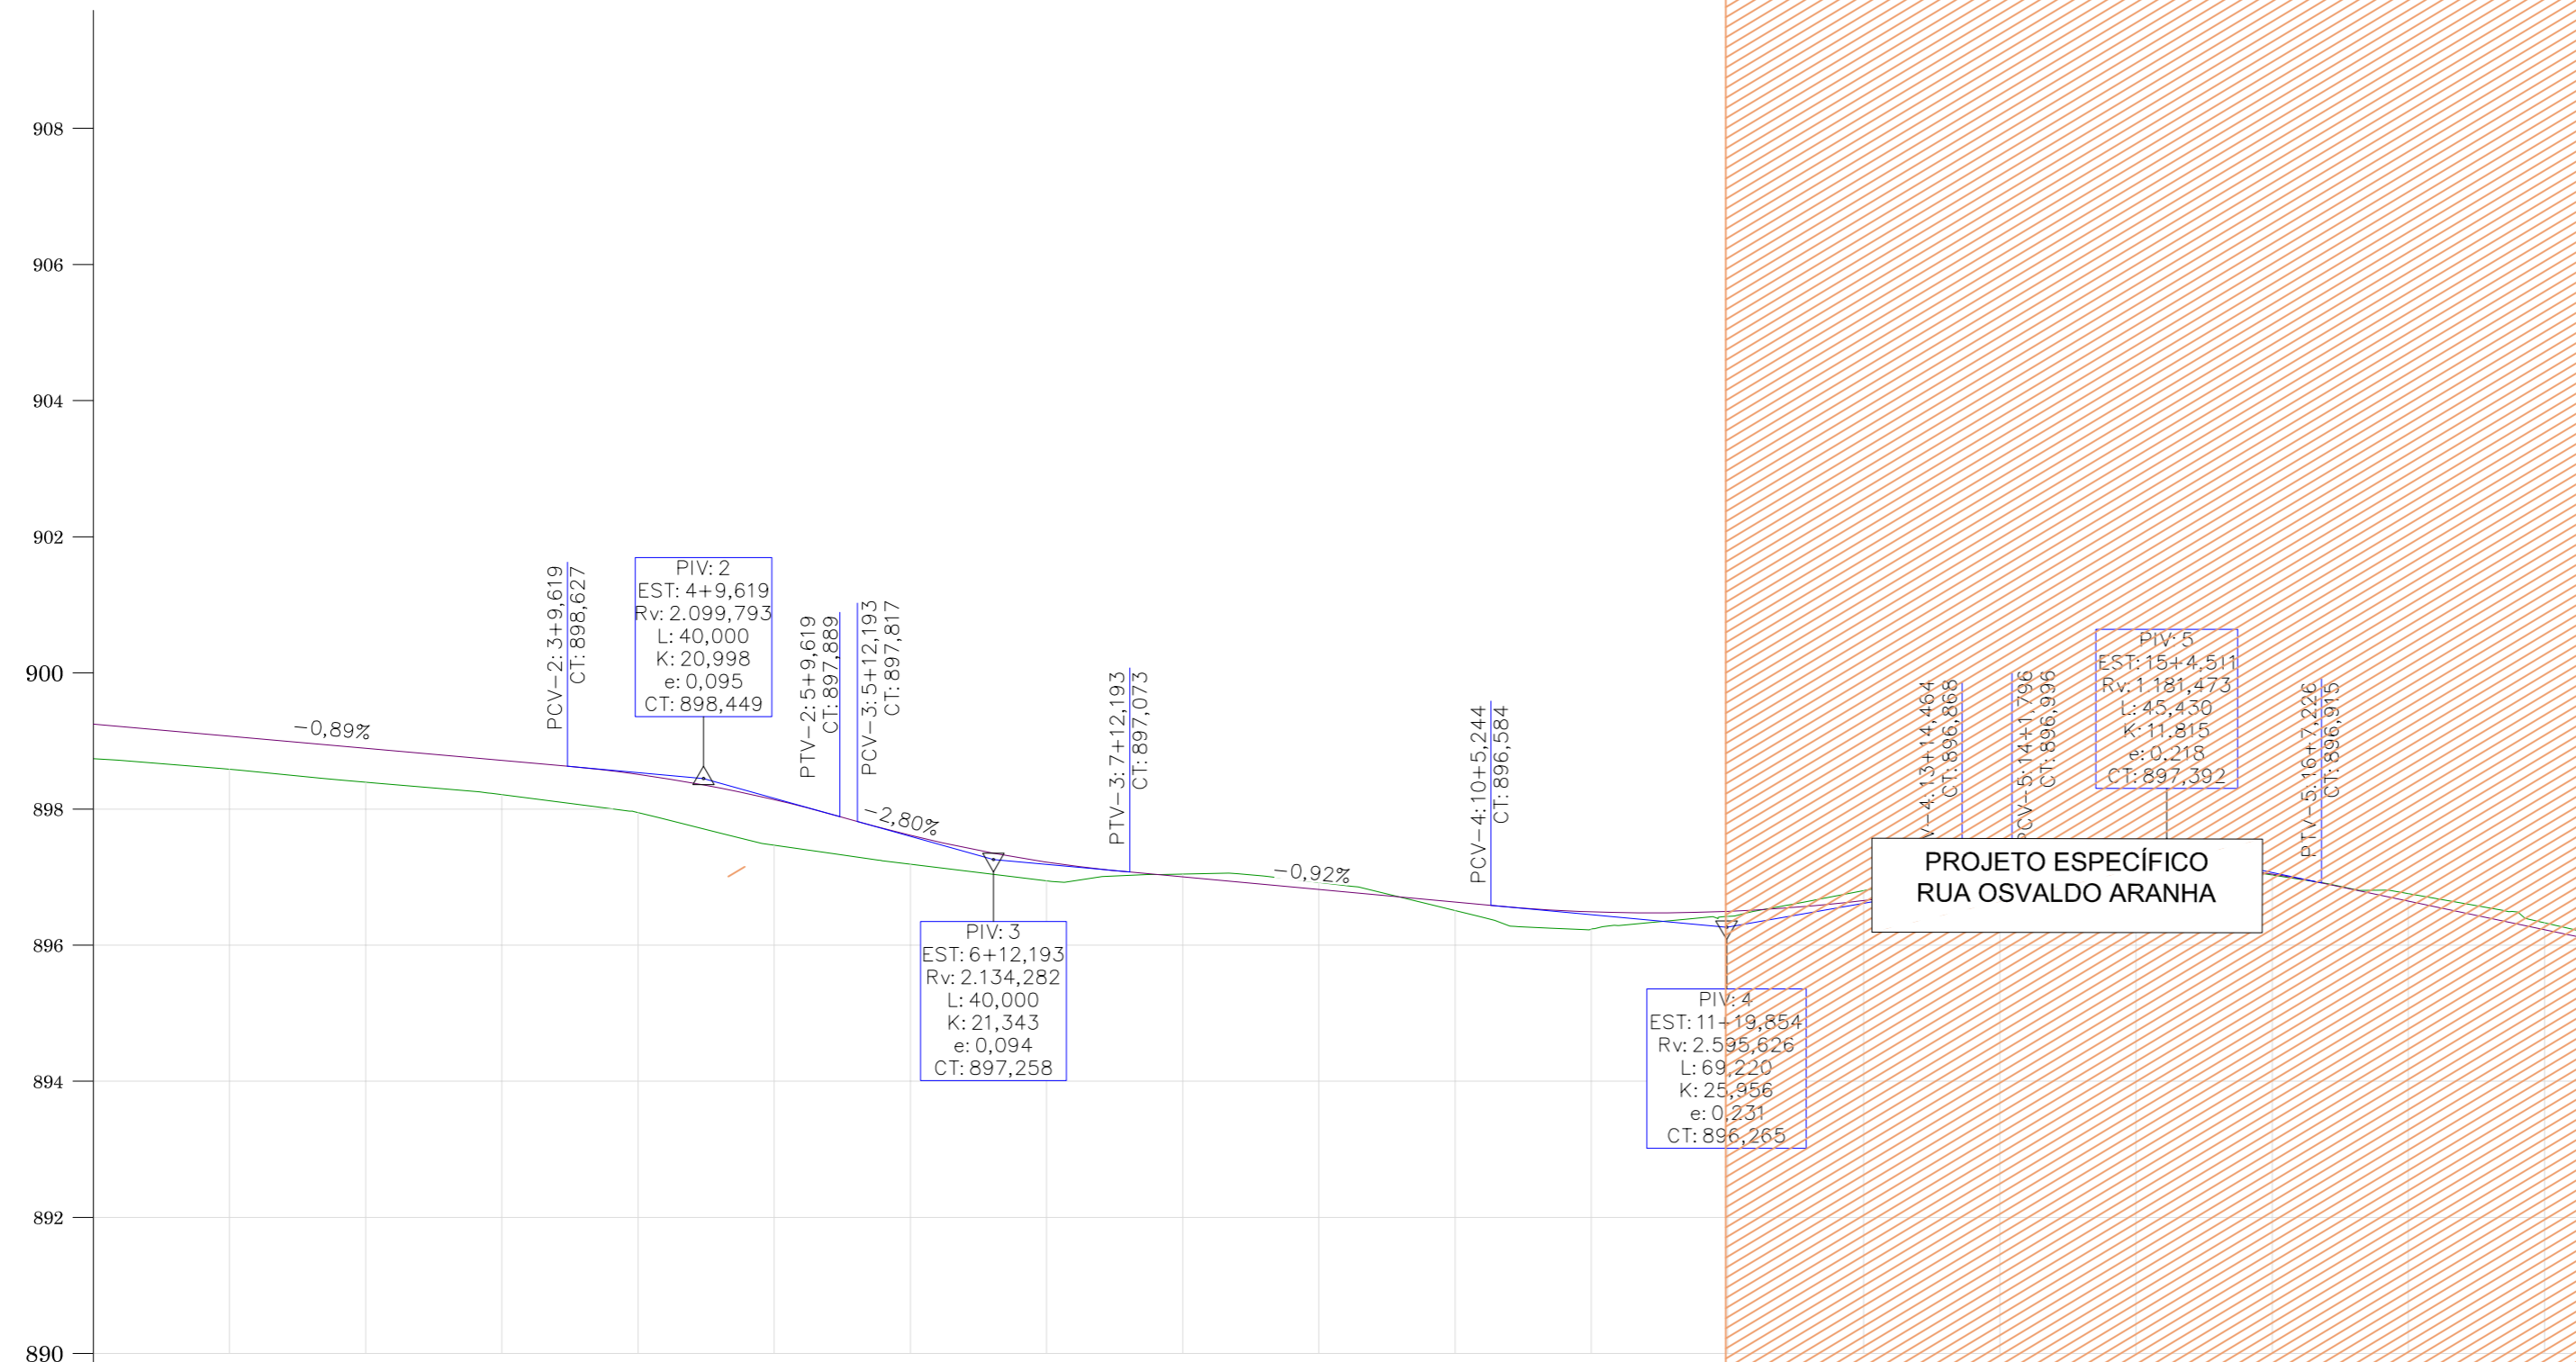 908
906
904
902
900
898
896
894
892
890
-0,89%
PCV-2: 3+9,619
CT: 898,627
PIV: 2
EST: 4+9,619
Rv: 2.099,793
L: 40,000
K: 20,998
e: 0,095
CT: 898,449
PTV-2: 5+9,619
CT: 897,889
PCV-3: 5+12,193
CT: 897,817
-2,80%
PIV: 3
EST: 6+12,193
Rv: 2.134,282
L: 40,000
K: 21,343
e: 0,094
CT: 897,258
PTV-3: 7+12,193
CT: 897,073
-0,92%
PCV-4: 10+5,244
CT: 896,584
PIV: 4
EST: 11+19,854
Rv: 2.595,626
L: 69,220
K: 25,956
e: 0,231
CT: 896,265
V-4: 13+14,464
CT: 896,868
PCV-5: 14+1,796
CT: 896,996
PIV: 5
EST: 15+4,511
Rv: 1.181,473
L: 45,430
K: 11,815
e: 0,218
CT: 897,392
PTV-5: 16+7,226
CT: 896,915
PROJETO ESPECÍFICO
RUA OSVALDO ARANHA